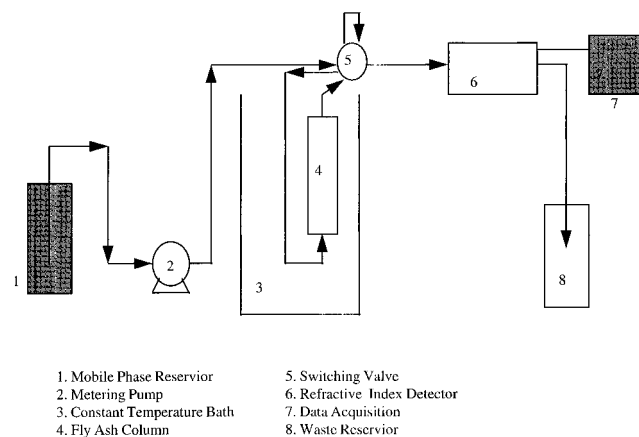 5
6
7
4
1
2
3
8
1. Mobile Phase Reservior
2. Metering Pump
3. Constant Temperature Bath
4. Fly Ash Column
5. Switching Valve
6. Refractive Index Detector
7. Data Acquisition
8. Waste Reservior